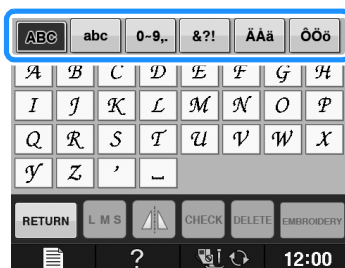 ABC abc 0~9,. &?! ÄÅä ÔÖö
A B C D E F G H
I J K L M N O P
Q R S T U V W X
Y Z ’ _
RETURN L M S CHECK DELETE EMBROIDERY
? 12:00